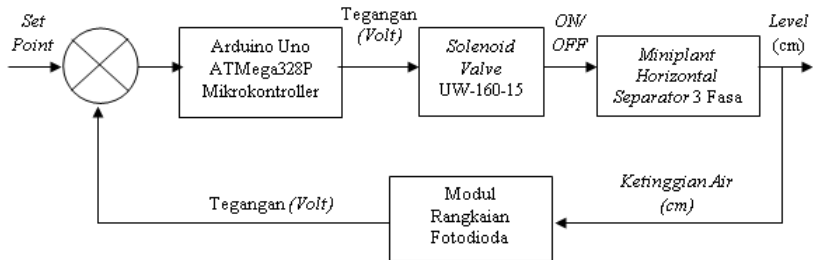 Set
Point
Arduino Uno
ATMega328P
Mikrokontroller
Tegangan
(Volt)
Solenoid
Valve
UW-160-15
ON/
OFF
Miniplant
Horizontal
Separator 3 Fasa
Level
(cm)
Tegangan (Volt)
Modul
Rangkaian
Fotodioda
Ketinggian Air
(cm)